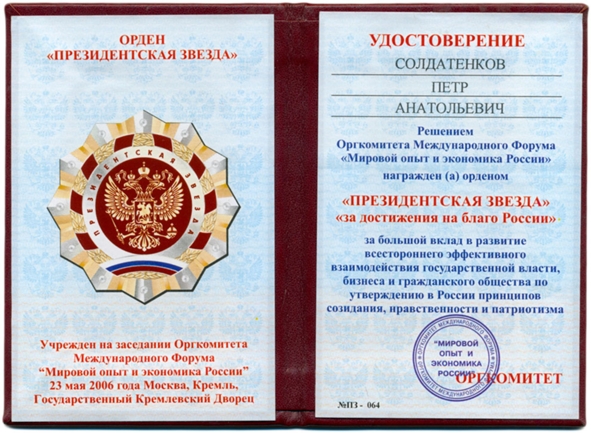 ОРДЕН
«ПРЕЗИДЕНТСКАЯ ЗВЕЗДА»
ПРЕЗИДЕНТСКАЯ ЗВЕЗДА
Учрежден на заседании Оргкомитета
Международного Форума
“Мировой опыт и экономика России”
23 мая 2006 года Москва, Кремль,
Государственный Кремлевский Дворец
УДОСТОВЕРЕНИЕ
СОЛДАТЕНКОВ
ПЕТР
АНАТОЛЬЕВИЧ
Решением
Оргкомитета Международного Форума
«Мировой опыт и экономика России»
награжден (а) орденом
«ПРЕЗИДЕНТСКАЯ ЗВЕЗДА»
«за достижения на благо России»
за большой вклад в развитие
всестороннего эффективного
взаимодействия государственной власти,
бизнеса и гражданского общества по
утверждению в России принципов
созидания, нравственности и патриотизма
"МИРОВОЙ
ОПЫТ И
ЭКОНОМИКА
РОССИИ"
ОРГКОМИТЕТ
№ПЗ - 064